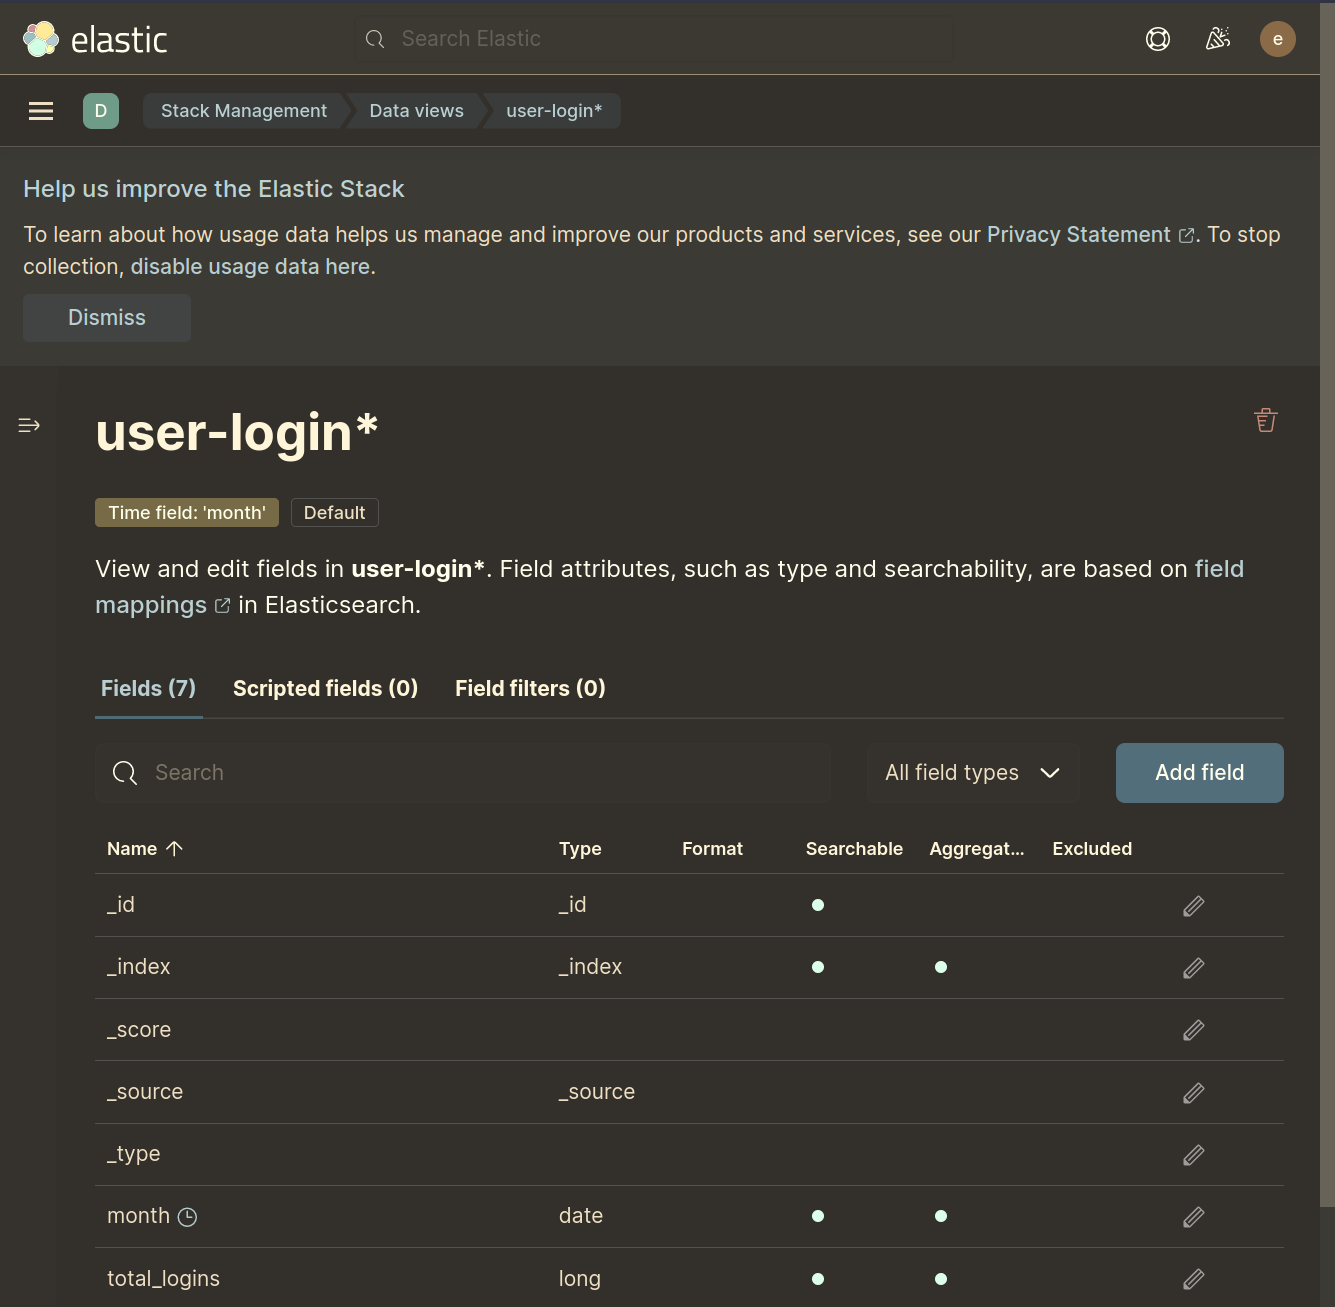 elastic
Search Elastic
e
D
Stack Management
Data views
user-login*
Help us improve the Elastic Stack
To learn about how usage data helps us manage and improve our products and services, see our Privacy Statement. To stop
collection, disable usage data here.
Dismiss
user-login*
Time field: 'month'
Default
View and edit fields in user-login*. Field attributes, such as type and searchability, are based on field
mappings in Elasticsearch.
Fields (7)
Scripted fields (0)
Field filters (0)
Search
All field types
Add field
Name Type Format Searchable Aggregat... Excluded
_id _id
_index _index
_score
_source _source
_type
month date
total_logins long